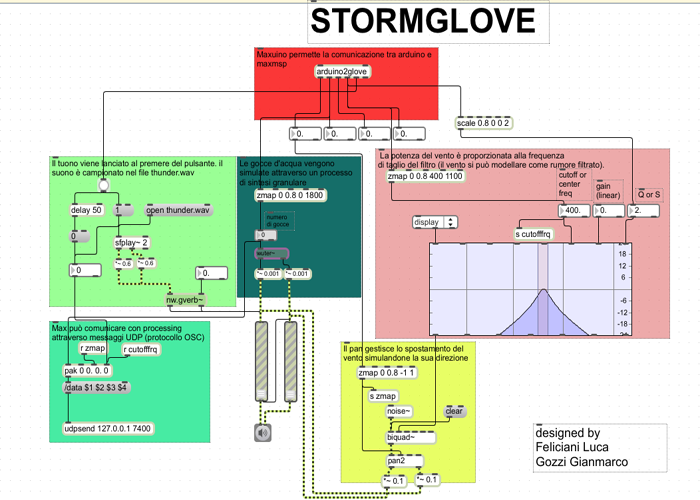 STORMGLOVE
Maxuino permette la comunicazione tra arduino e
maxmsp
arduino2glove
0.
0.
0.
0.
scale 0.8 0 0 2
Il tuono viene lanciato al premere del pulsante. il
suono è campionato nel file thunder.wav
delay 50
1
open thunder.wav
0
sfplay~ 2
*~ 0.6
*~ 0.6
0
0.
nw.gverb~
Le gocce d'acqua vengono
simulate attraverso un processo
di sintesi granulare
zmap 0 0.8 0 1800
numero
di gocce
0
water~
*~ 0.001
*~ 0.001
La potenza del vento è proporzionata alla frequenza
di taglio del filtro (il vento si può modellare come rumore filtrato).
zmap 0 0.8 400 1100
cutoff or
center
freq
gain
(linear)
Q or S
400.
0.
2.
display
s cutofffrq
18
12
6
-6
-12
-18
Max può comunicare con processing
attraverso messaggi UDP (protocollo OSC)
r zmap
r cutofffrq
pak 0 0. 0. 0
/data $1 $2 $3 $4
udpsend 127.0.0.1 7400
Il pan gestisce lo spostamento del
vento simulandone la sua direzione
zmap 0 0.8 -1 1
s zmap
noise~
clear
biquad~
pan2
*~ 0.1
*~ 0.1
designed by
Feliciani Luca
Gozzi Gianmarco